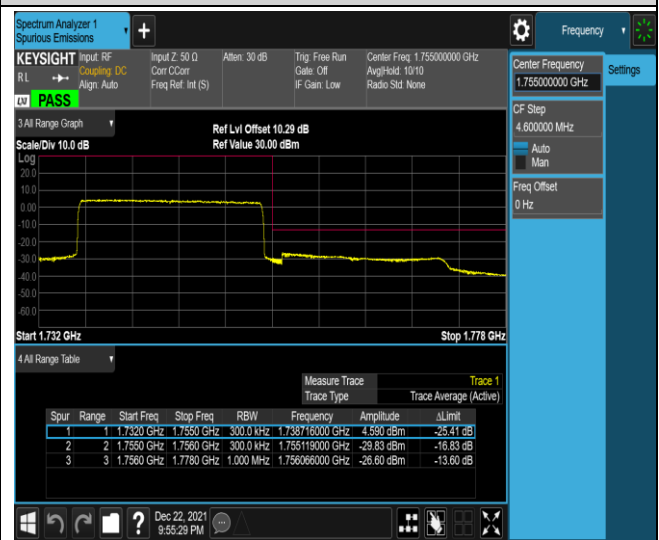 Spectrum Analyzer 1
Spurious Emissions
+
Frequency
KEYSIGHT Input: RF Input Z: 50 Ω Atten: 30 dB Trig: Free Run Center Freq: 1.755000000 GHz
RL Coupling: DC Corr CCorr Gate: Off Avg|Hold: 10/10
Align: Auto Freq Ref: Int (S) IF Gain: Low Radio Std: None
LXI PASS
Center Frequency
1.755000000 GHz
Settings
CF Step
4.600000 MHz
Auto
Man
Freq Offset
0 Hz
3 All Range Graph
Ref Lvl Offset 10.29 dB
Scale/Div 10.0 dB Ref Value 30.00 dBm
Log
20.0
10.0
0.00
-10.0
-20.0
-30.0
-40.0
-50.0
-60.0
Start 1.732 GHz Stop 1.778 GHz
4 All Range Table
Measure Trace Trace 1
Trace Type Trace Average (Active)
Spur Range Start Freq Stop Freq RBW Frequency Amplitude ΔLimit
1 1 1.7320 GHz 1.7550 GHz 300.0 kHz 1.738716000 GHz 4.590 dBm -25.41 dB
2 2 1.7550 GHz 1.7560 GHz 300.0 kHz 1.755119000 GHz -29.83 dBm -16.83 dB
3 3 1.7560 GHz 1.7780 GHz 1.000 MHz 1.756066000 GHz -26.60 dBm -13.60 dB
? Dec 22, 2021
9:55:29 PM